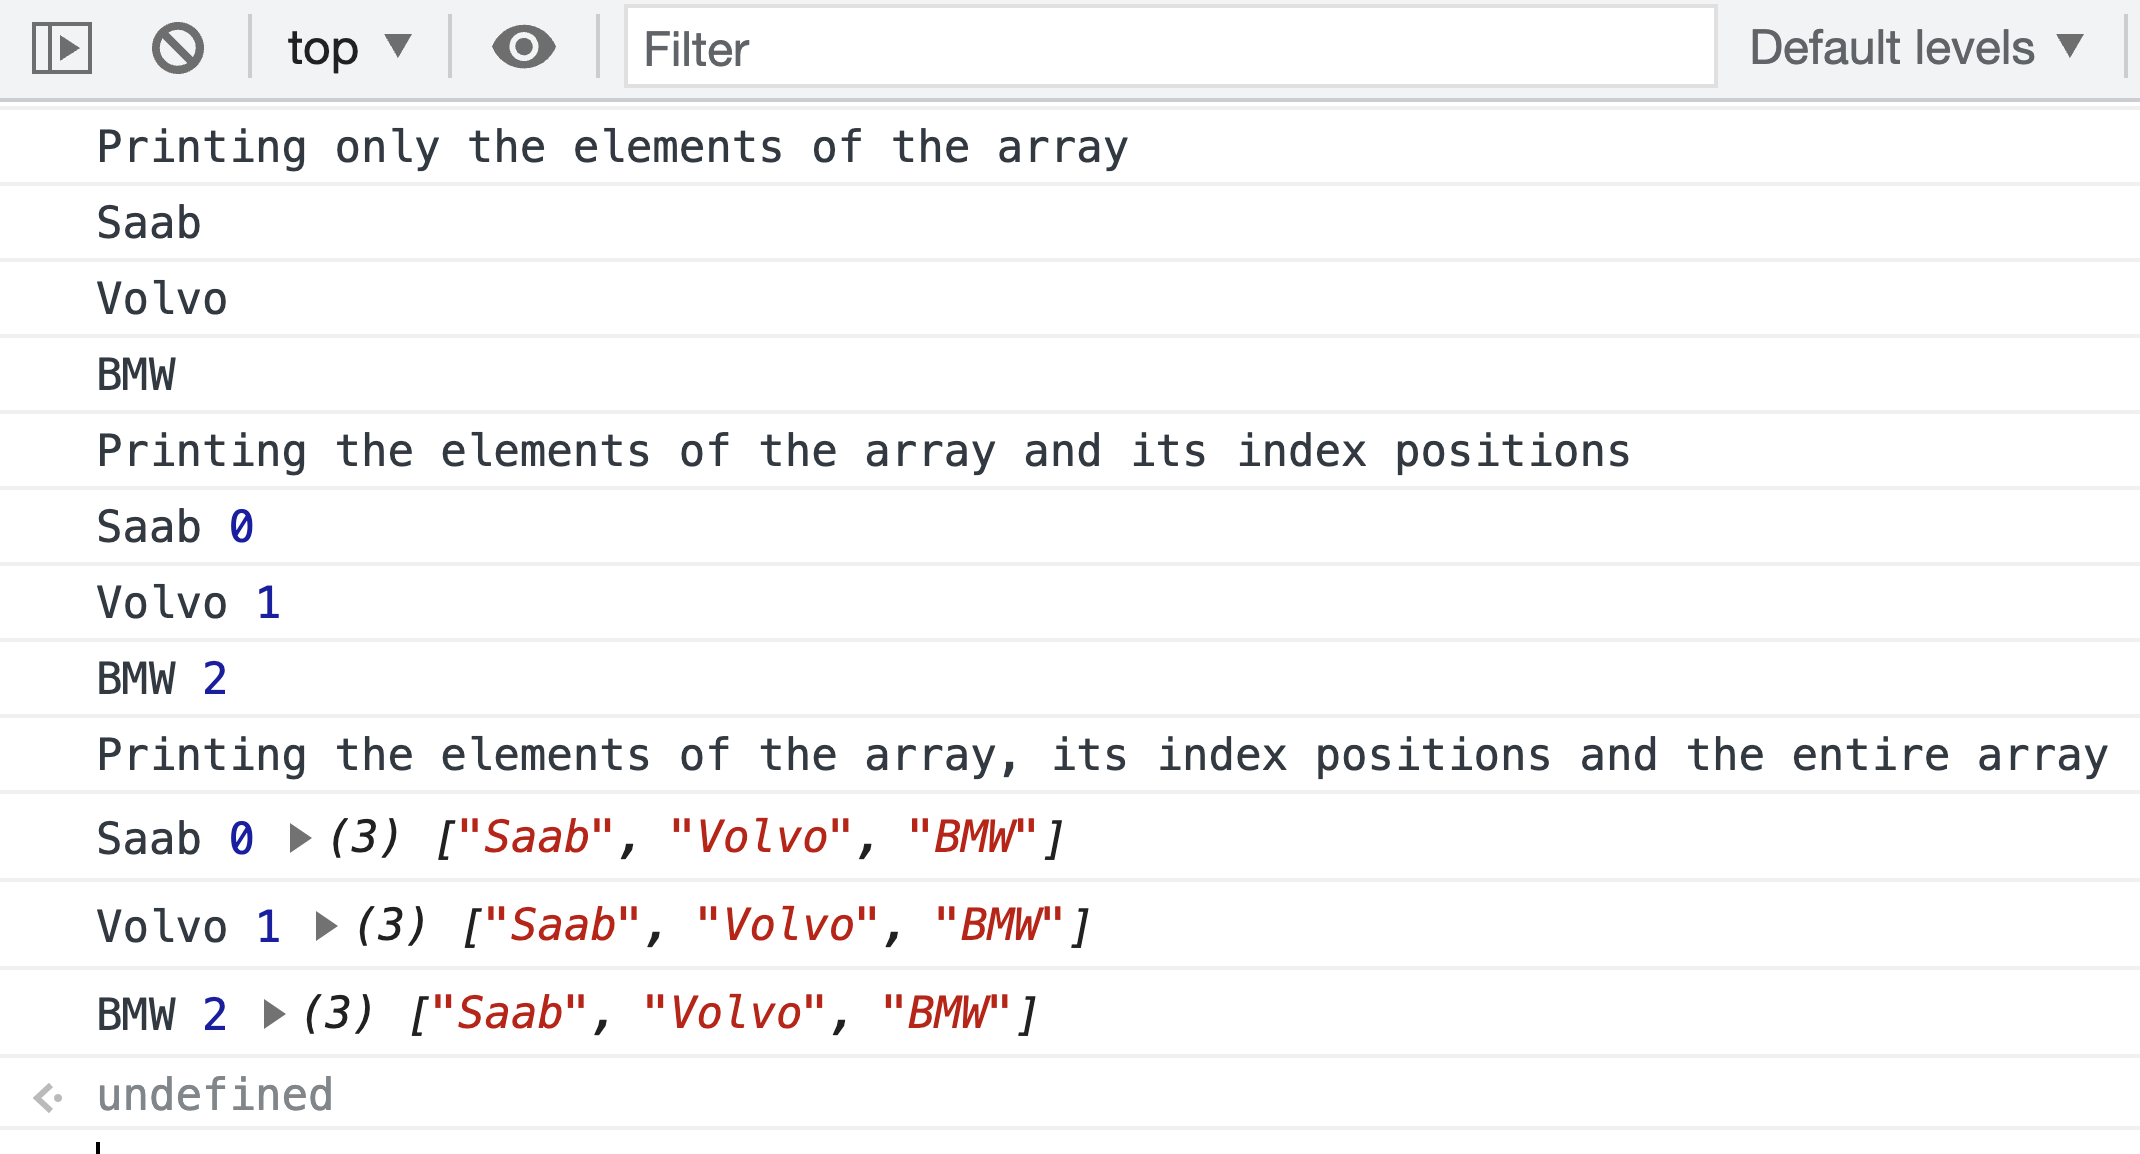 top Filter Default levels
Printing only the elements of the array
Saab
Volvo
BMW
Printing the elements of the array and its index positions
Saab 0
Volvo 1
BMW 2
Printing the elements of the array, its index positions and the entire array
Saab 0 (3) ["Saab", "Volvo", "BMW"]
Volvo 1 (3) ["Saab", "Volvo", "BMW"]
BMW 2 (3) ["Saab", "Volvo", "BMW"]
undefined